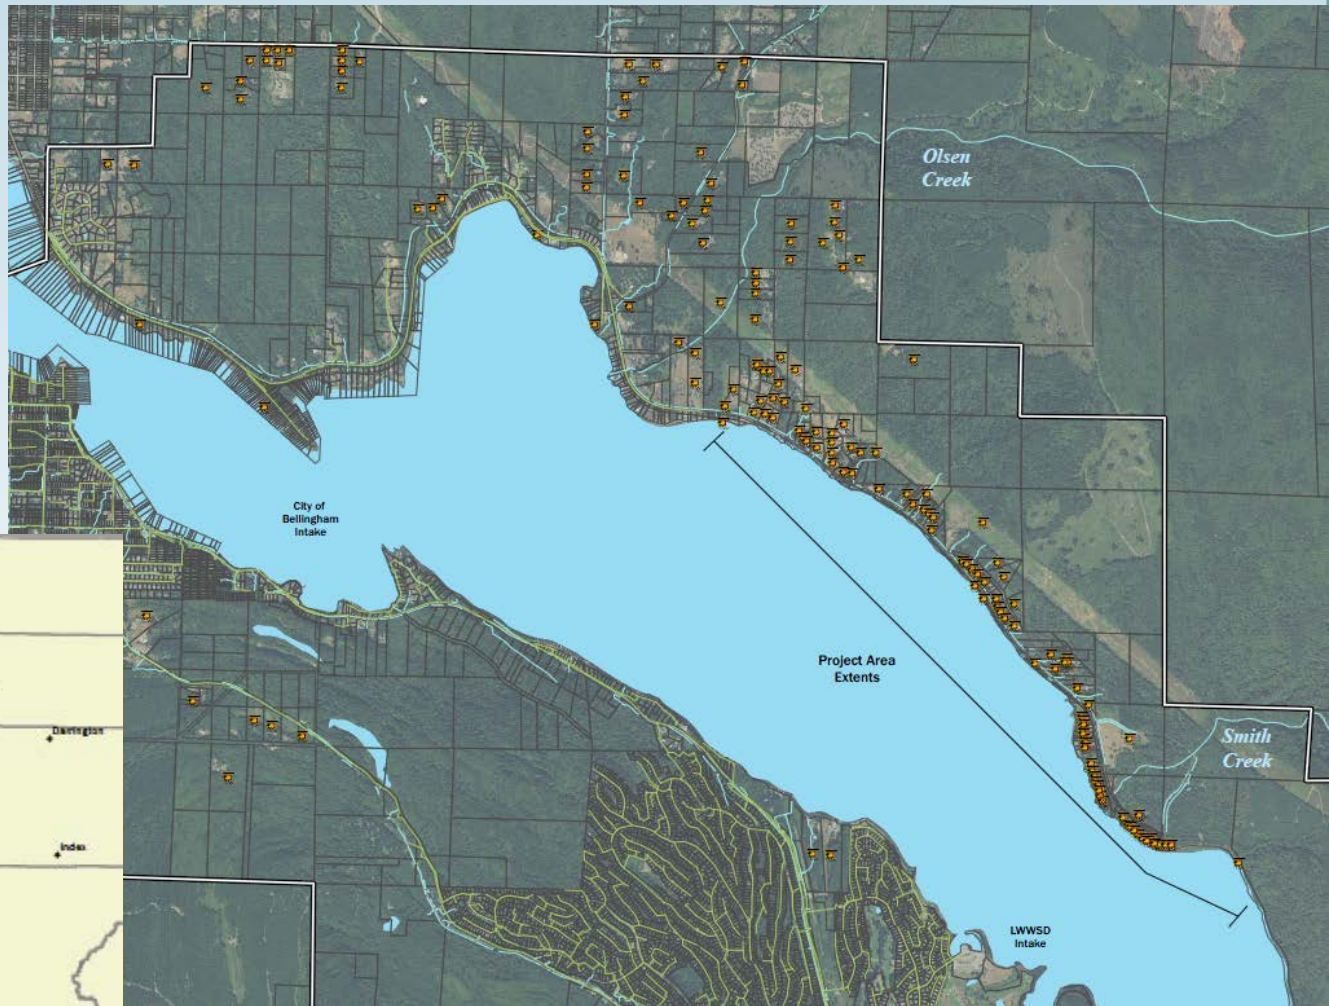 Olsen
Creek
City of
Bellingham
Intake
Project Area
Extents
Smith
Creek
Darrington
Index
LWWSD
Intake